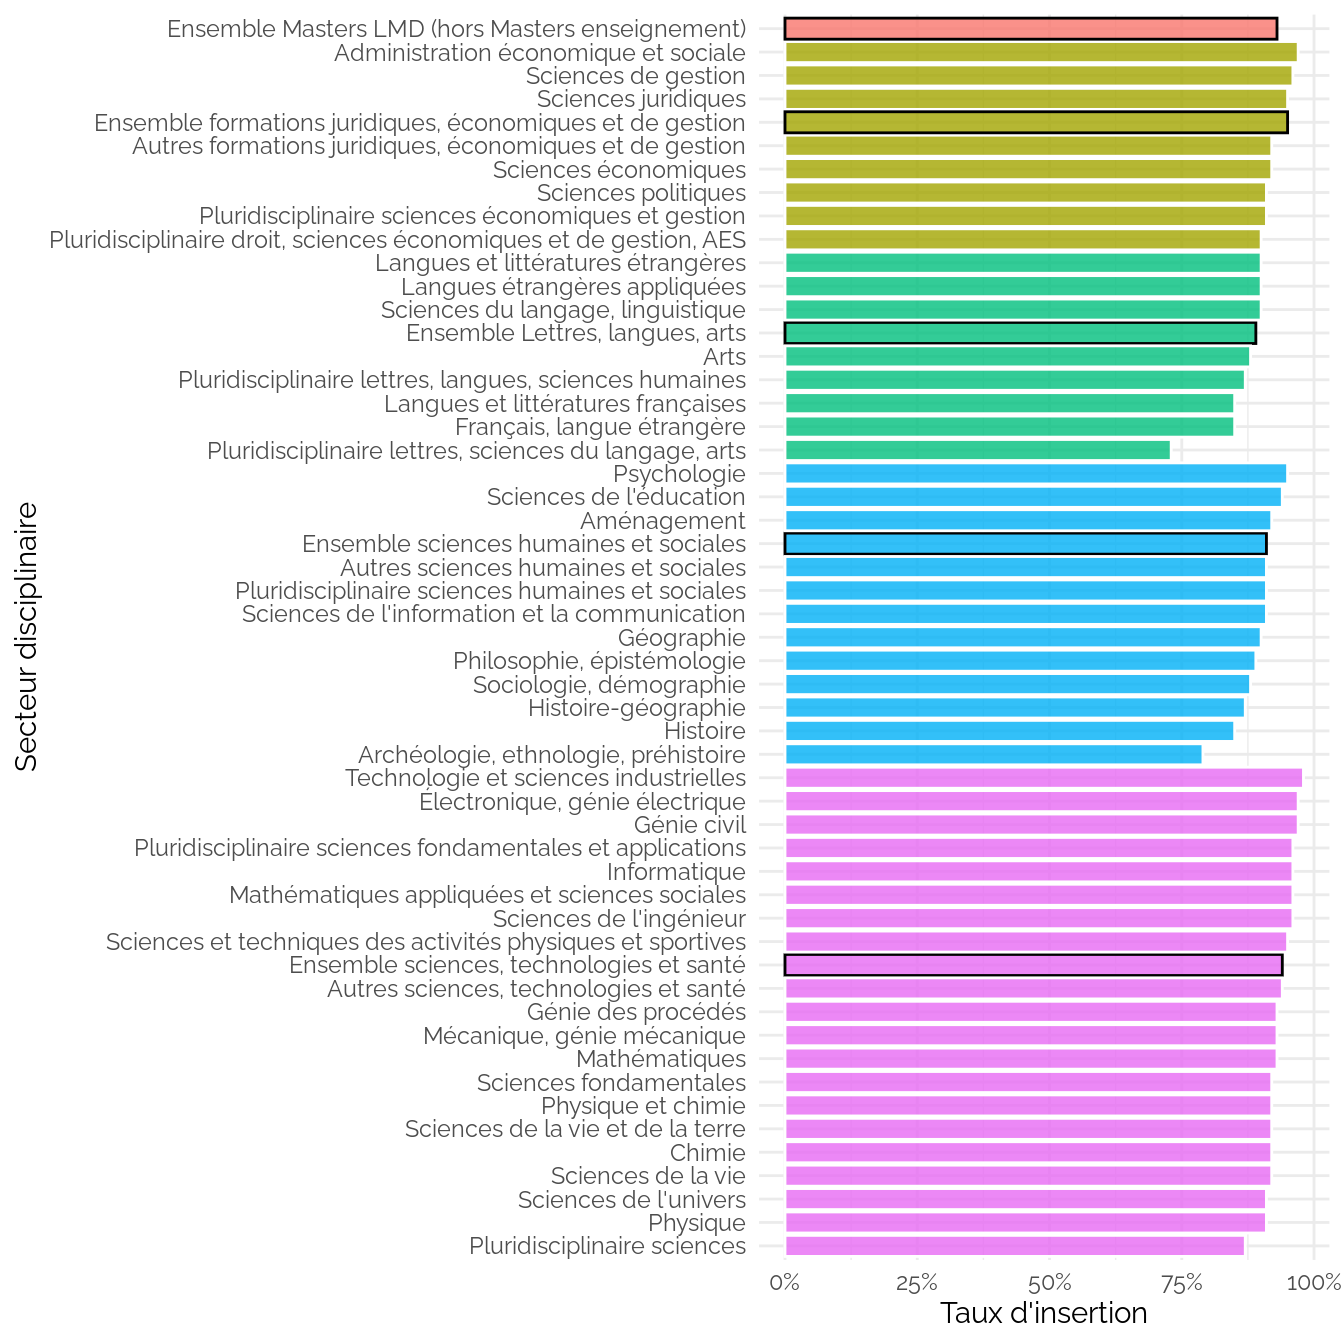 Ensemble Masters LMD (hors Masters enseignement)
Administration économique et sociale
Sciences de gestion
Sciences juridiques
Ensemble formations juridiques, économiques et de gestion
Autres formations juridiques, économiques et de gestion
Sciences économiques
Sciences politiques
Pluridisciplinaire sciences économiques et gestion
Pluridisciplinaire droit, sciences économiques et de gestion, AES
Langues et littératures étrangères
Langues étrangères appliquées
Sciences du langage, linguistique
Ensemble Lettres, langues, arts
Arts
Pluridisciplinaire lettres, langues, sciences humaines
Langues et littératures françaises
Français, langue étrangère
Pluridisciplinaire lettres, sciences du langage, arts
Psychologie
Sciences de l'éducation
Aménagement
Ensemble sciences humaines et sociales
Autres sciences humaines et sociales
Pluridisciplinaire sciences humaines et sociales
Sciences de l'information et la communication
Géographie
Philosophie, épistémologie
Sociologie, démographie
Histoire-géographie
Histoire
Archéologie, ethnologie, préhistoire
Technologie et sciences industrielles
Électronique, génie électrique
Génie civil
Pluridisciplinaire sciences fondamentales et applications
Informatique
Mathématiques appliquées et sciences sociales
Sciences de l'ingénieur
Sciences et techniques des activités physiques et sportives
Ensemble sciences, technologies et santé
Autres sciences, technologies et santé
Génie des procédés
Mécanique, génie mécanique
Mathématiques
Sciences fondamentales
Physique et chimie
Sciences de la vie et de la terre
Chimie
Sciences de la vie
Sciences de l'univers
Physique
Pluridisciplinaire sciences
Secteur disciplinaire
0% 25% 50% 75% 100%
Taux d'insertion